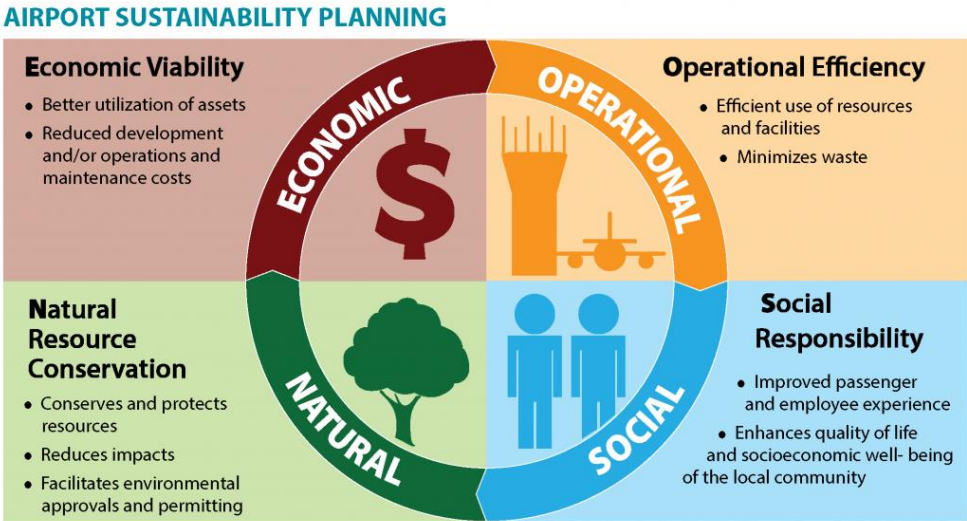 AIRPORT SUSTAINABILITY PLANNING
Economic Viability
• Better utilization of assets
• Reduced development
and/or operations and
maintenance costs
ECONOMIC
$
OPERATIONAL
Operational Efficiency
• Efficient use of resources
and facilities
• Minimizes waste
Natural
Resource
Conservation
• Conserves and protects
resources
• Reduces impacts
• Facilitates environmental
approvals and permitting
NATURAL
SOCIAL
Social
Responsibility
• Improved passenger
and employee experience
• Enhances quality of life
and socioeconomic well- being
of the local community